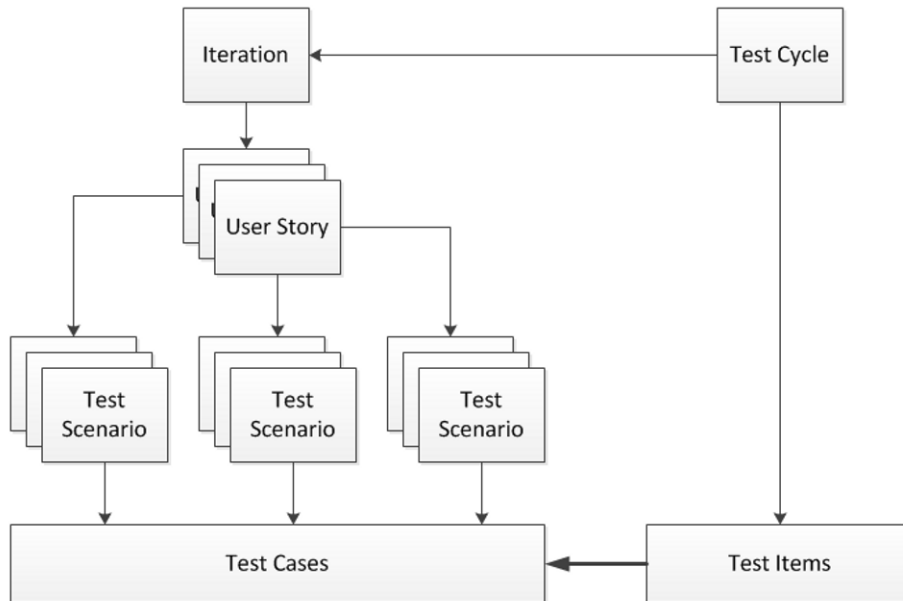 Iteration
Test Cycle
User Story
Test
Scenario
Test
Scenario
Test
Scenario
Test Cases
Test Items